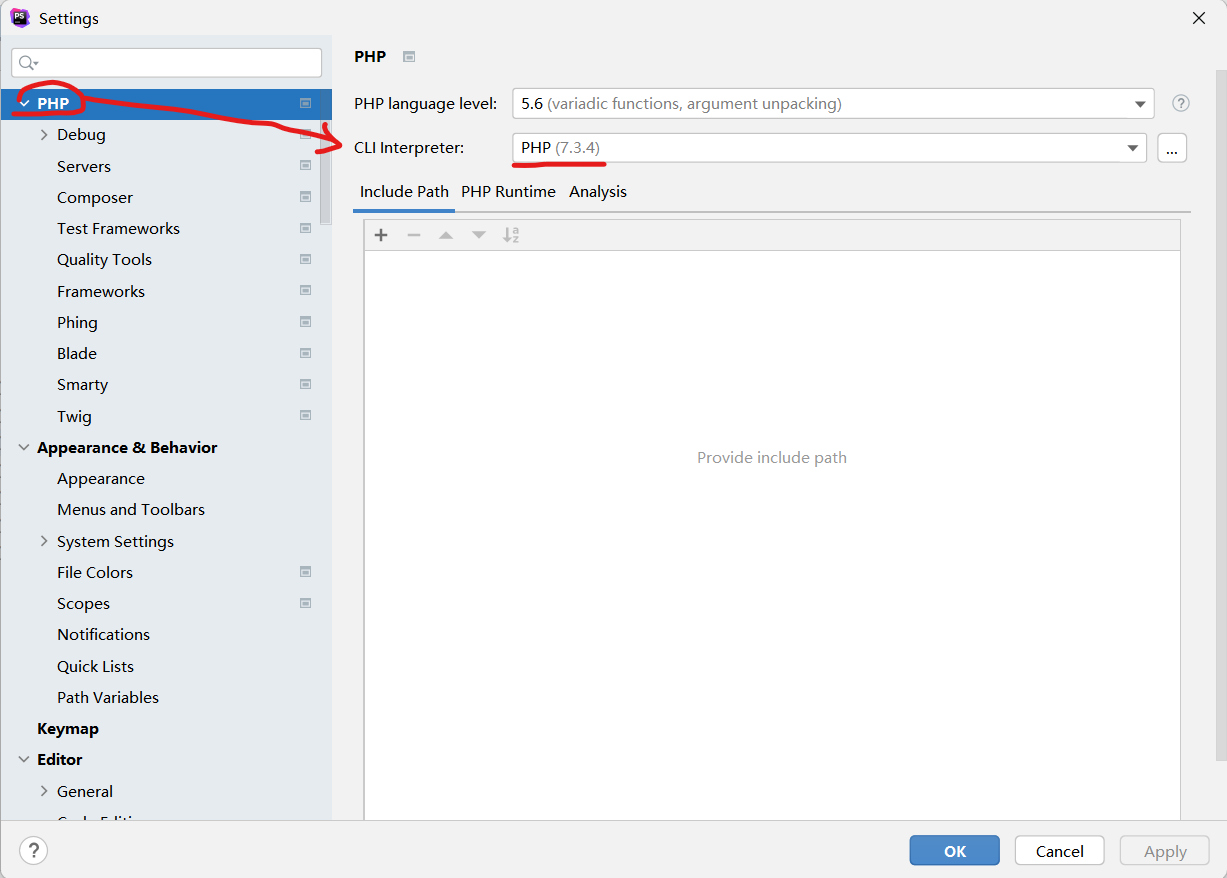 PS
Settings
PHP
Debug
Servers
Composer
Test Frameworks
Quality Tools
Frameworks
Phing
Blade
Smarty
Twig
Appearance & Behavior
Appearance
Menus and Toolbars
System Settings
File Colors
Scopes
Notifications
Quick Lists
Path Variables
Keymap
Editor
General
PHP
PHP language level: 5.6 (variadic functions, argument unpacking) ?
CLI Interpreter: PHP (7.3.4) ...
Include Path PHP Runtime Analysis
Provide include path
? OK Cancel Apply